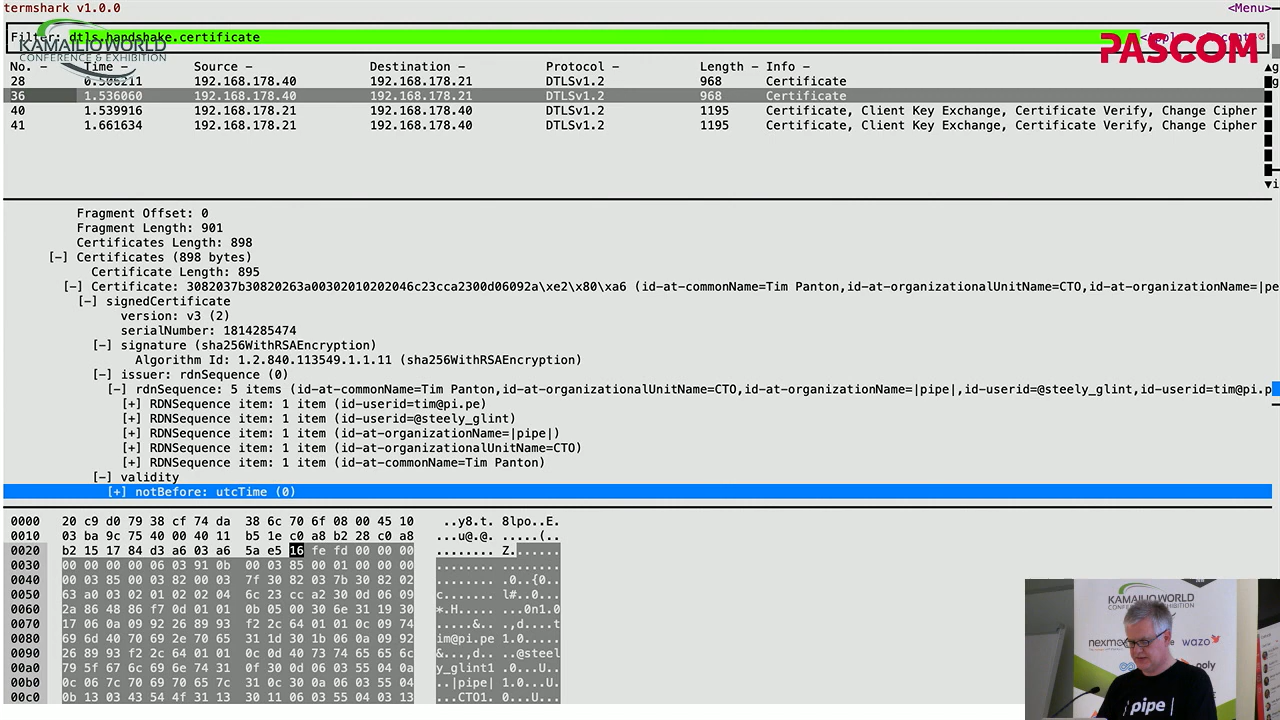 termshark v1.0.0 <Menu>
Filter: dtls.handshake.certificate
KAMAILIO WORLD
CONFERENCE & EXHIBITION
PASCOM
No. - Time - Source - Destination - Protocol - Length - Info -
28 0.505211 192.168.178.40 192.168.178.21 DTLSv1.2 968 Certificate
36 1.536060 192.168.178.40 192.168.178.21 DTLSv1.2 968 Certificate
40 1.539916 192.168.178.21 192.168.178.40 DTLSv1.2 1195 Certificate, Client Key Exchange, Certificate Verify, Change Cipher
41 1.661634 192.168.178.21 192.168.178.40 DTLSv1.2 1195 Certificate, Client Key Exchange, Certificate Verify, Change Cipher
Fragment Offset: 0
Fragment Length: 901
Certificates Length: 898
[-] Certificates (898 bytes)
Certificate Length: 895
[-] Certificate: 3082037b30820263a00302010202046c23cca2300d06092a\xe2\x80\xa6 (id-at-commonName=Tim Panton,id-at-organizationalUnitName=CTO,id-at-organizationName=|pe
[-] signedCertificate
version: v3 (2)
serialNumber: 1814285474
[-] signature (sha256WithRSAEncryption)
Algorithm Id: 1.2.840.113549.1.1.11 (sha256WithRSAEncryption)
[-] issuer: rdnSequence (0)
[-] rdnSequence: 5 items (id-at-commonName=Tim Panton,id-at-organizationalUnitName=CTO,id-at-organizationName=|pipe|,id-userid=@steely_glint,id-userid=tim@pi.p
[+] RDNSequence item: 1 item (id-userid=tim@pi.pe)
[+] RDNSequence item: 1 item (id-userid=@steely_glint)
[+] RDNSequence item: 1 item (id-at-organizationName=|pipe|)
[+] RDNSequence item: 1 item (id-at-organizationalUnitName=CTO)
[+] RDNSequence item: 1 item (id-at-commonName=Tim Panton)
[-] validity
[+] notBefore: utcTime (0)
0000 20 c9 d0 79 38 cf 74 da 38 6c 70 6f 08 00 45 10 ..y8.t. 8lpo..E.
0010 03 ba 9c 75 40 00 40 11 b5 1e c0 a8 b2 28 c0 a8 ...u@.@. .....(..
0020 b2 15 17 84 d3 a6 03 a6 5a e5 16 fe fd 00 00 00 ........ Z.......
0030 00 00 00 00 06 03 91 0b 00 03 85 00 01 00 00 00 ........ ........
0040 00 03 85 00 03 82 00 03 7f 30 82 03 7b 30 82 02 ........ .0..{0..
0050 63 a0 03 02 01 02 02 04 6c 23 cc a2 30 0d 06 09 c....... l#..0...
0060 2a 86 48 86 f7 0d 01 01 0b 05 00 30 6e 31 19 30 *.H..... ...0n1.0
0070 17 06 0a 09 92 26 89 93 f2 2c 64 01 01 0c 09 74 .....&.. .,d....t
0080 69 6d 40 70 69 2e 70 65 31 1d 30 1b 06 0a 09 92 im@pi.pe 1.0.....
0090 26 89 93 f2 2c 64 01 01 0c 0d 40 73 74 65 65 6c &...,d.. ..@steel
00a0 79 5f 67 6c 69 6e 74 31 0f 30 0d 06 03 55 04 0a y_glint1 .0...U..
00b0 0c 06 7c 70 69 70 65 7c 31 0c 30 0a 06 03 55 04 ..|pipe| 1.0...U.
00c0 0b 13 03 43 54 4f 31 13 30 11 06 03 55 04 03 13 ...CTO1. 0...U...
KAMAILIO WORLD
wazo
poly
|pipe|